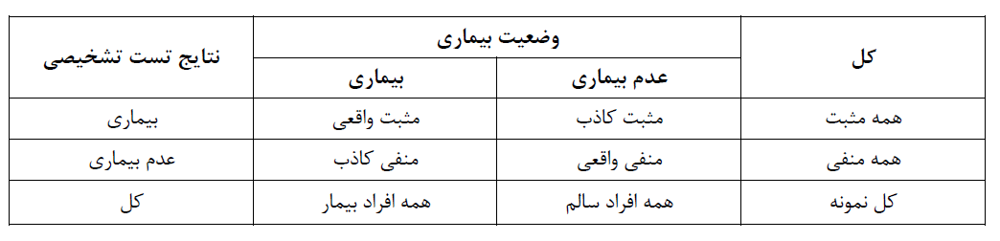 نتایج تست تشخیصی وضعیت بیماری کل
بیماری عدم بیماری
بیماری مثبت واقعی مثبت کاذب همه مثبت
عدم بیماری منفی کاذب منفی واقعی همه منفی
کل همه افراد بیمار همه افراد سالم کل نمونه